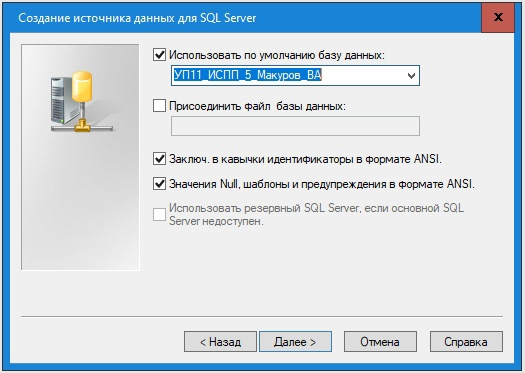 Создание источника данных для SQL Server
Использовать по умолчанию базу данных:
УП11_ИСПП_5_Макуров_ВА
Присоединить файл базы данных:
Заключ. в кавычки идентификаторы в формате ANSI.
Значения Null, шаблоны и предупреждения в формате ANSI.
Использовать резервный SQL Server, если основной SQL
Server недоступен.
< Назад
Далее >
Отмена
Справка